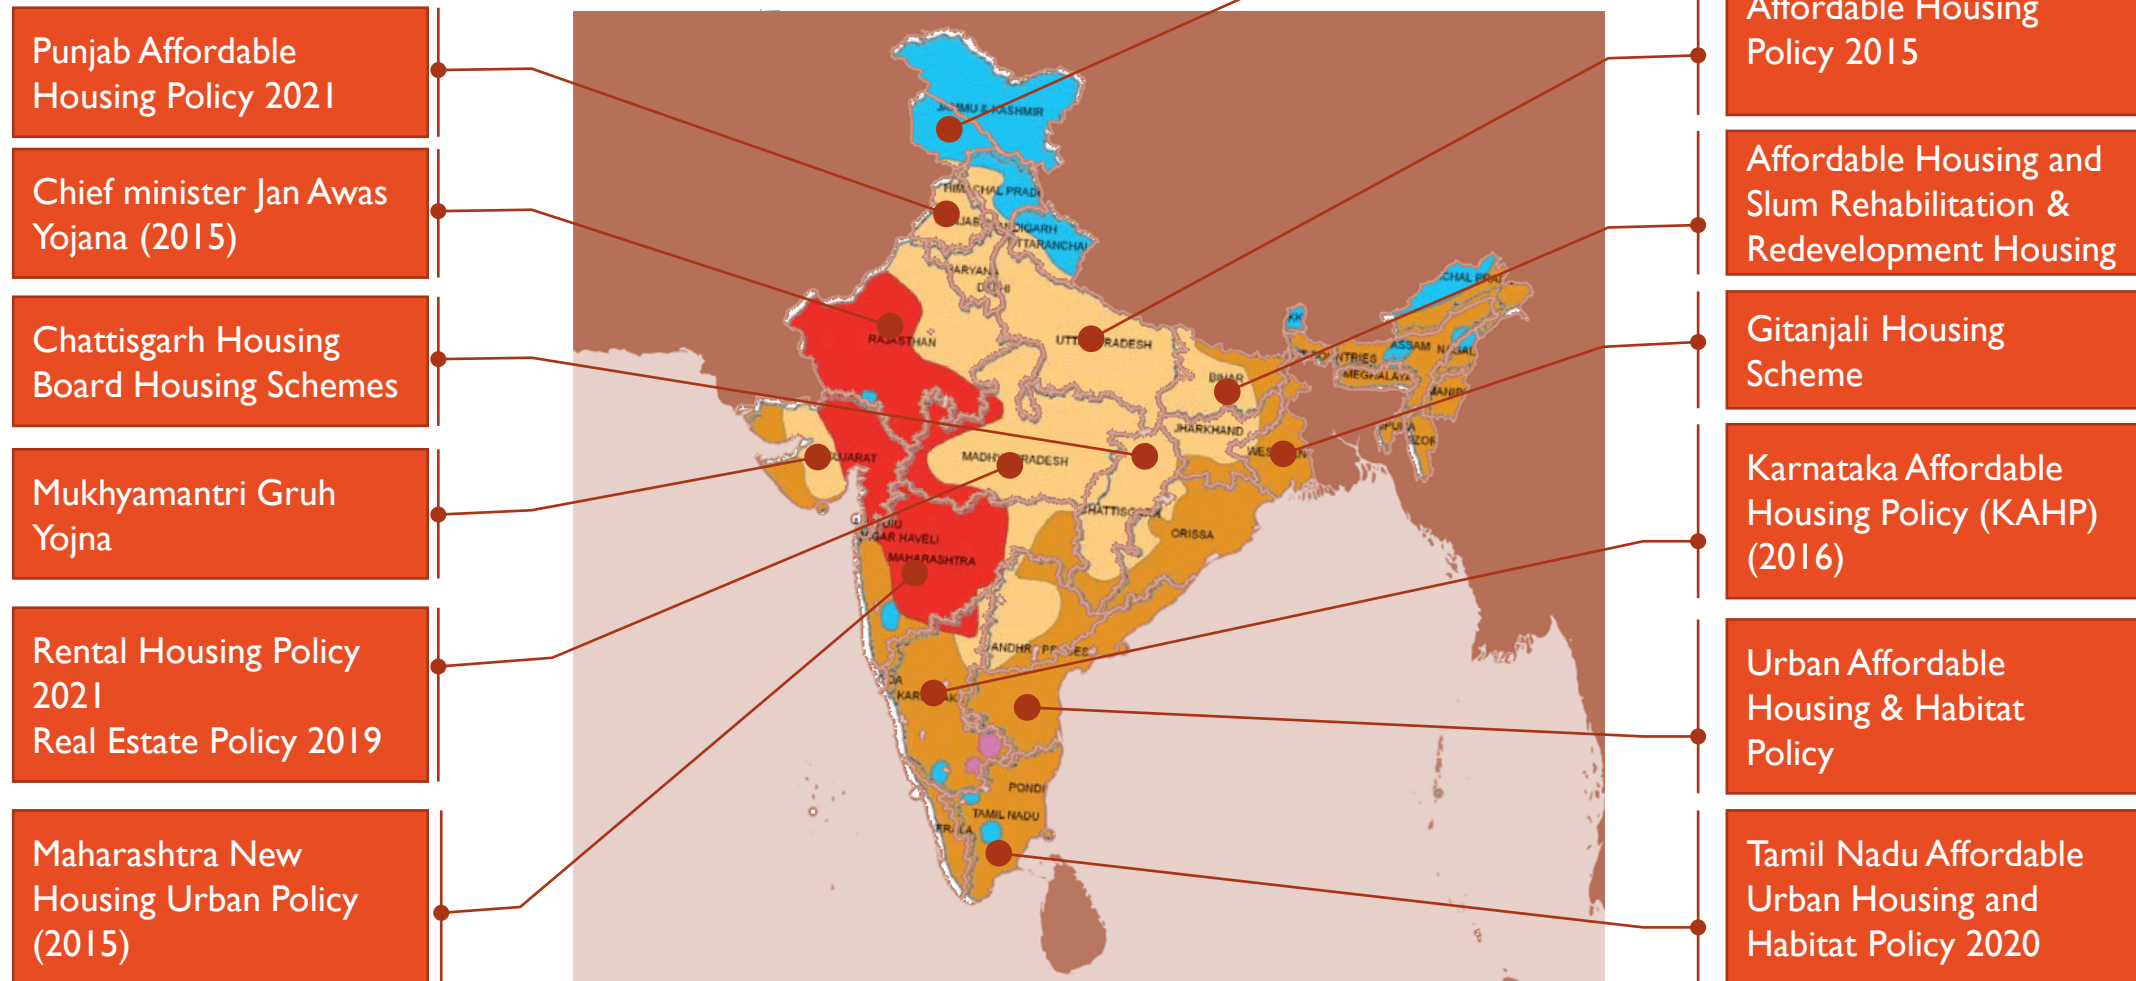 Punjab Affordable
Housing Policy 2021
Chief minister Jan Awas
Yojana (2015)
Chattisgarh Housing
Board Housing Schemes
Mukhyamantri Gruh
Yojna
Rental Housing Policy
2021
Real Estate Policy 2019
Maharashtra New
Housing Urban Policy
(2015)
JAMMU & KASHMIR
RAJASTHAN
BIHAR
JHARKHAND
ASSAM
MEGHALAYA
ORISSA
MAHARASHTRA
PONDI
TAMIL NADU
Affordable Housing
Policy 2015
Affordable Housing and
Slum Rehabilitation &
Redevelopment Housing
Gitanjali Housing
Scheme
Karnataka Affordable
Housing Policy (KAHP)
(2016)
Urban Affordable
Housing & Habitat
Policy
Tamil Nadu Affordable
Urban Housing and
Habitat Policy 2020